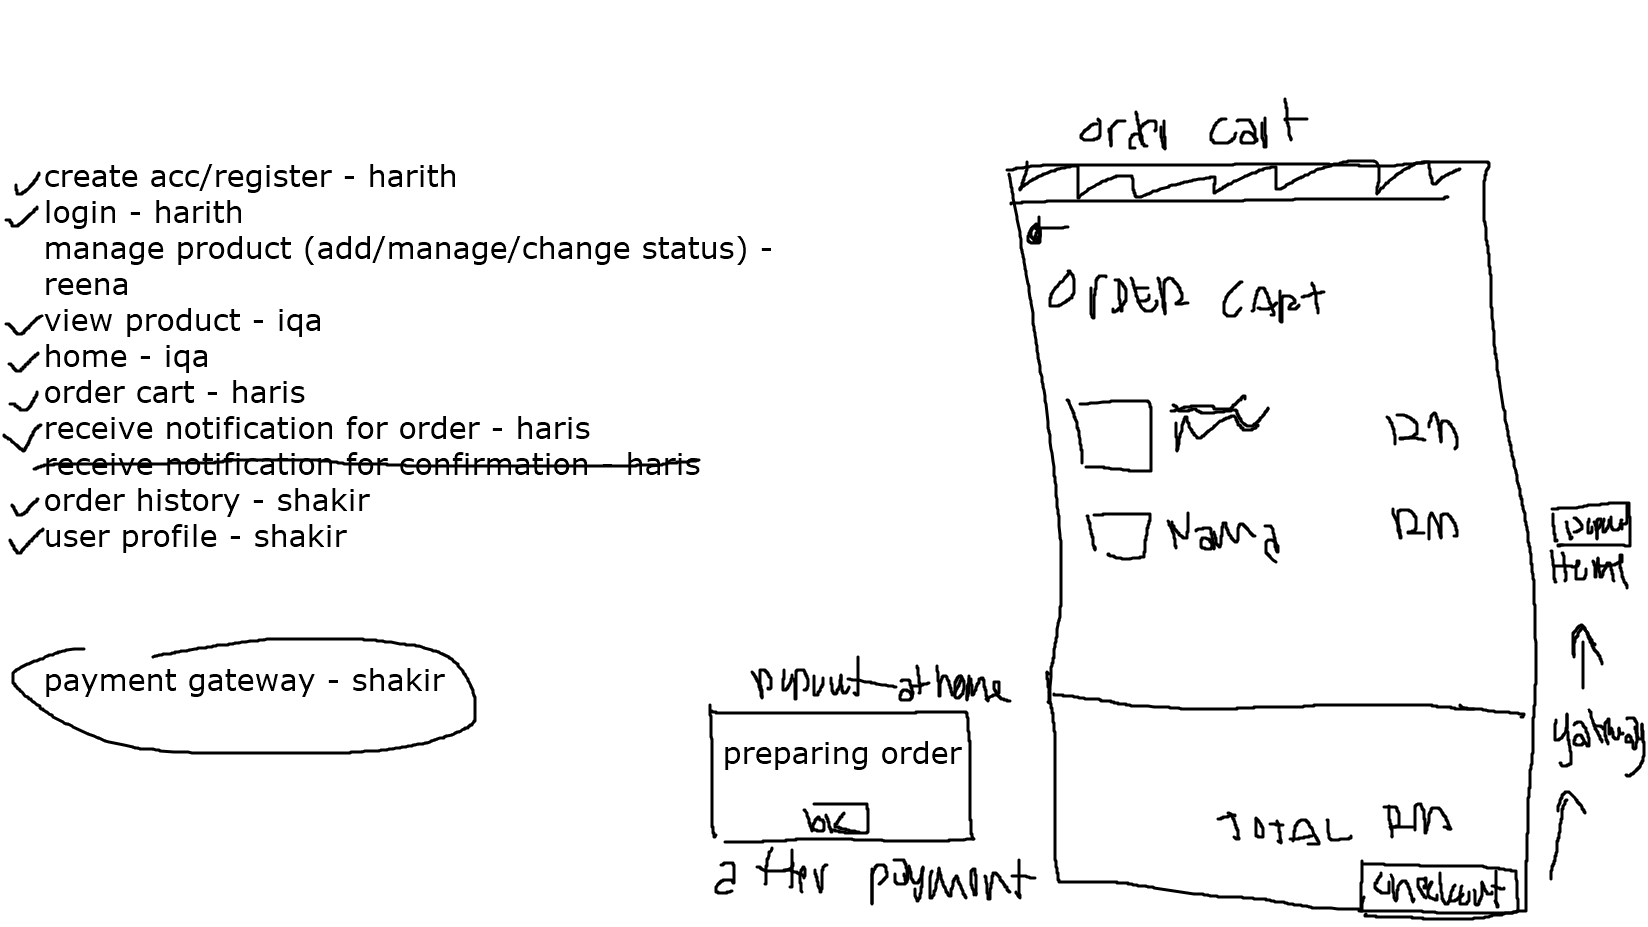 create acc/register - harith
login - harith
manage product (add/manage/change status) -
reena
view product - iqa
home - iqa
order cart - haris
receive notification for order - haris
receive notification for confirmation - haris
order history - shakir
user profile - shakir
payment gateway - shakir
popout at home
preparing order
OK
after payment
order cart
ORDER CART
RM
Nama RM
TOTAL RM
checkout
popout
Home
gateway